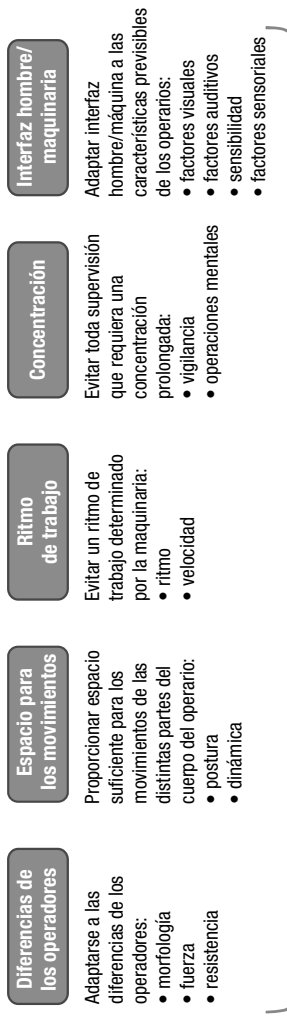 Diferencias de
los operadores
Adaptarse a las
diferencias de los
operadores:
• morfología
• fuerza
• resistencia
Espacio para
los movimientos
Proporcionar espacio
suficiente para los
movimientos de las
distintas partes del
cuerpo del operario:
• postura
• dinámica
Ritmo
de trabajo
Evitar un ritmo de
trabajo determinado
por la maquinaria:
• ritmo
• velocidad
Concentración
Evitar toda supervisión
que requiera una
concentración
prolongada:
• vigilancia
• operaciones mentales
Interfaz hombre/
maquinaria
Adaptar interfaz
hombre/máquina a las
características previsibles
de los operarios:
• factores visuales
• factores auditivos
• sensibilidad
• factores sensoriales